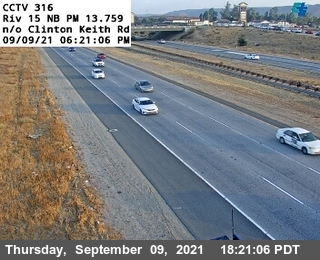 CCTV 316
Riv 15 NB PM 13.759
n/o Clinton Keith Rd
09/09/21 06:21:06 PM
Thursday, September 09, 2021 18:21:06 PDT